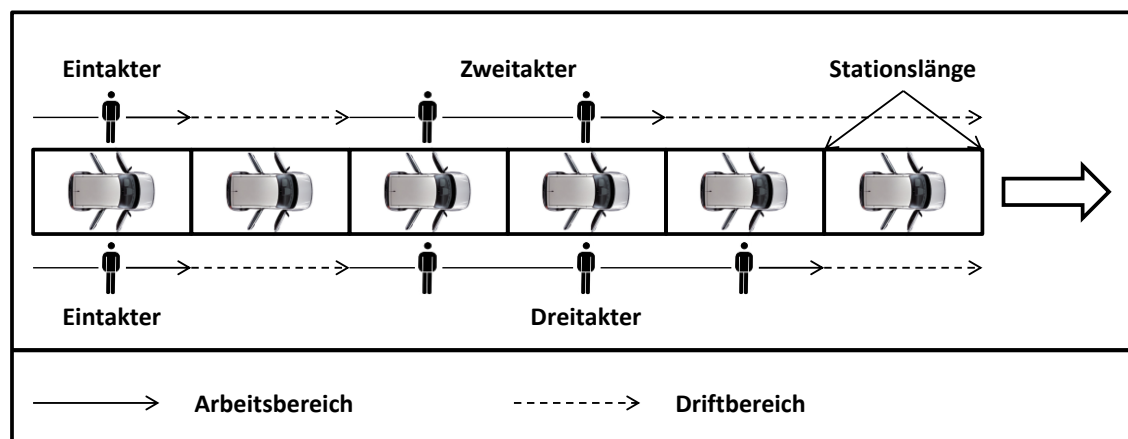 Eintakter Zweitakter Stationslänge
Eintakter Dreitakter
Arbeitsbereich Driftbereich